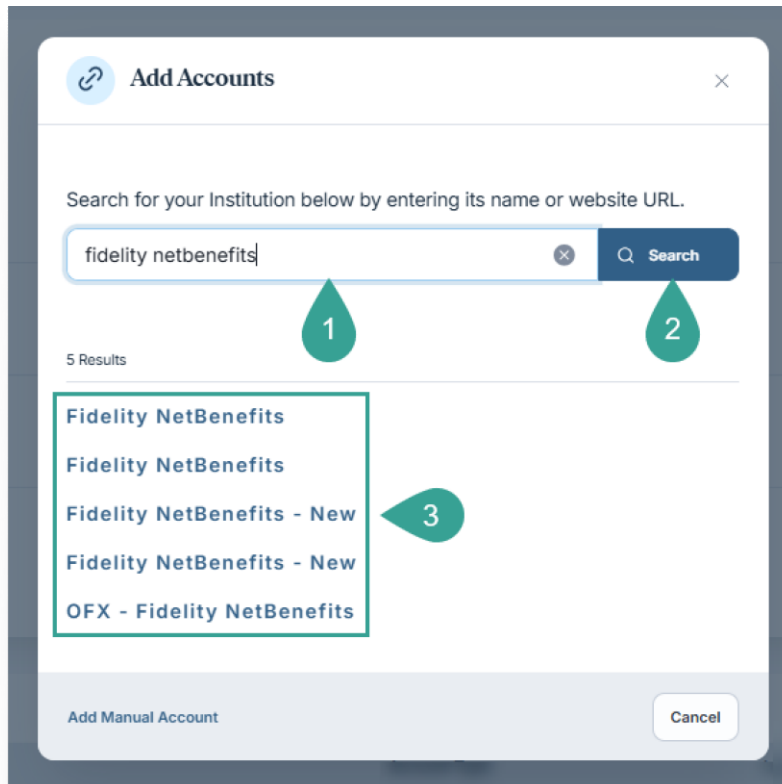 Add Accounts
Search for your Institution below by entering its name or website URL.
fidelity netbenefits
Search
1
2
5 Results
Fidelity NetBenefits
Fidelity NetBenefits
Fidelity NetBenefits - New
3
Fidelity NetBenefits - New
OFX - Fidelity NetBenefits
Add Manual Account
Cancel